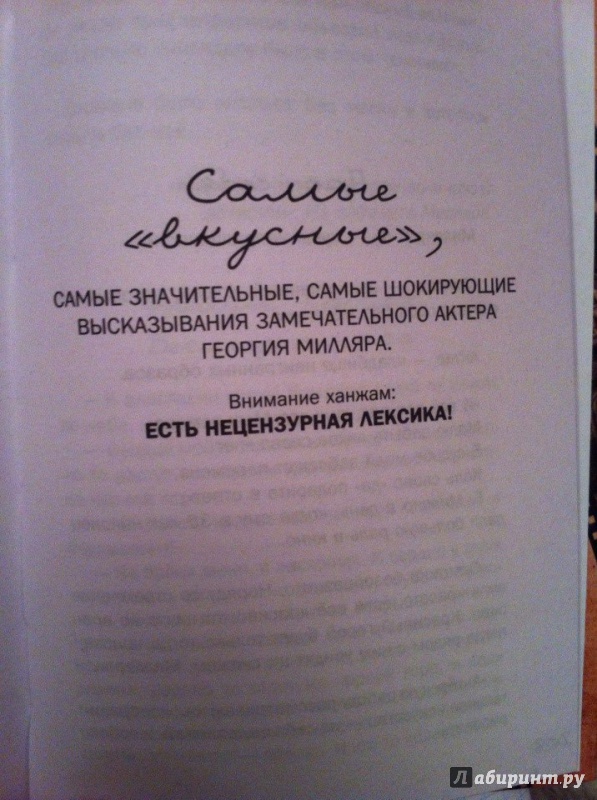 Самые
«вкусные»,
САМЫЕ ЗНАЧИТЕЛЬНЫЕ, САМЫЕ ШОКИРУЮЩИЕ
ВЫСКАЗЫВАНИЯ ЗАМЕЧАТЕЛЬНОГО АКТЕРА
ГЕОРГИЯ МИЛЛЯРА.
Внимание ханжам:
ЕСТЬ НЕЦЕНЗУРНАЯ ЛЕКСИКА!
Лабиринт.ру